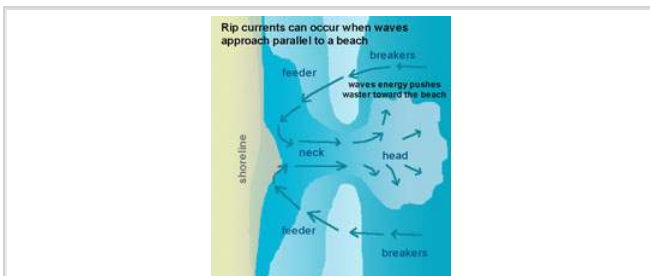 Rip currents can occur when waves
approach parallel to a beach
breakers
feeder
waves energy pushes
waster toward the beach
shoreline
neck
head
feeder
breakers